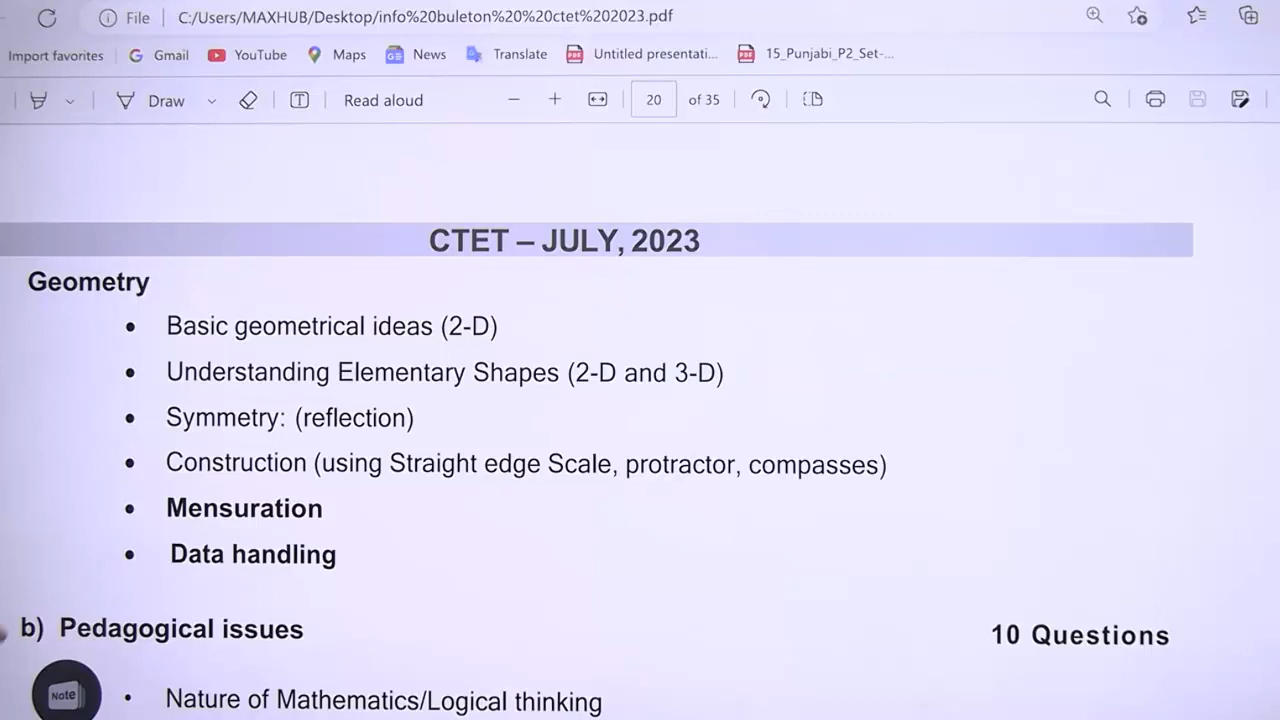 File C:/Users/MAXHUB/Desktop/info%20buleton%20%20ctet%202023.pdf
Import favorites Gmail YouTube Maps News Translate Untitled presentati... 15_Punjabi_P2_Set-...
Draw Read aloud 20 of 35
CTET – JULY, 2023
Geometry
• Basic geometrical ideas (2-D)
• Understanding Elementary Shapes (2-D and 3-D)
• Symmetry: (reflection)
• Construction (using Straight edge Scale, protractor, compasses)
• Mensuration
• Data handling
b) Pedagogical issues 10 Questions
Note
• Nature of Mathematics/Logical thinking